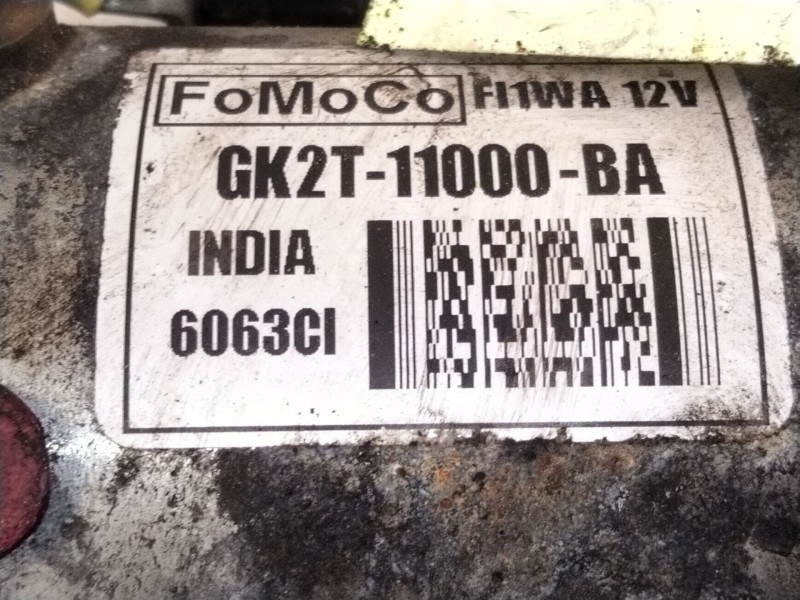 FoMoCo FI1WA 12V
GK2T-11000-BA
INDIA
6063CI